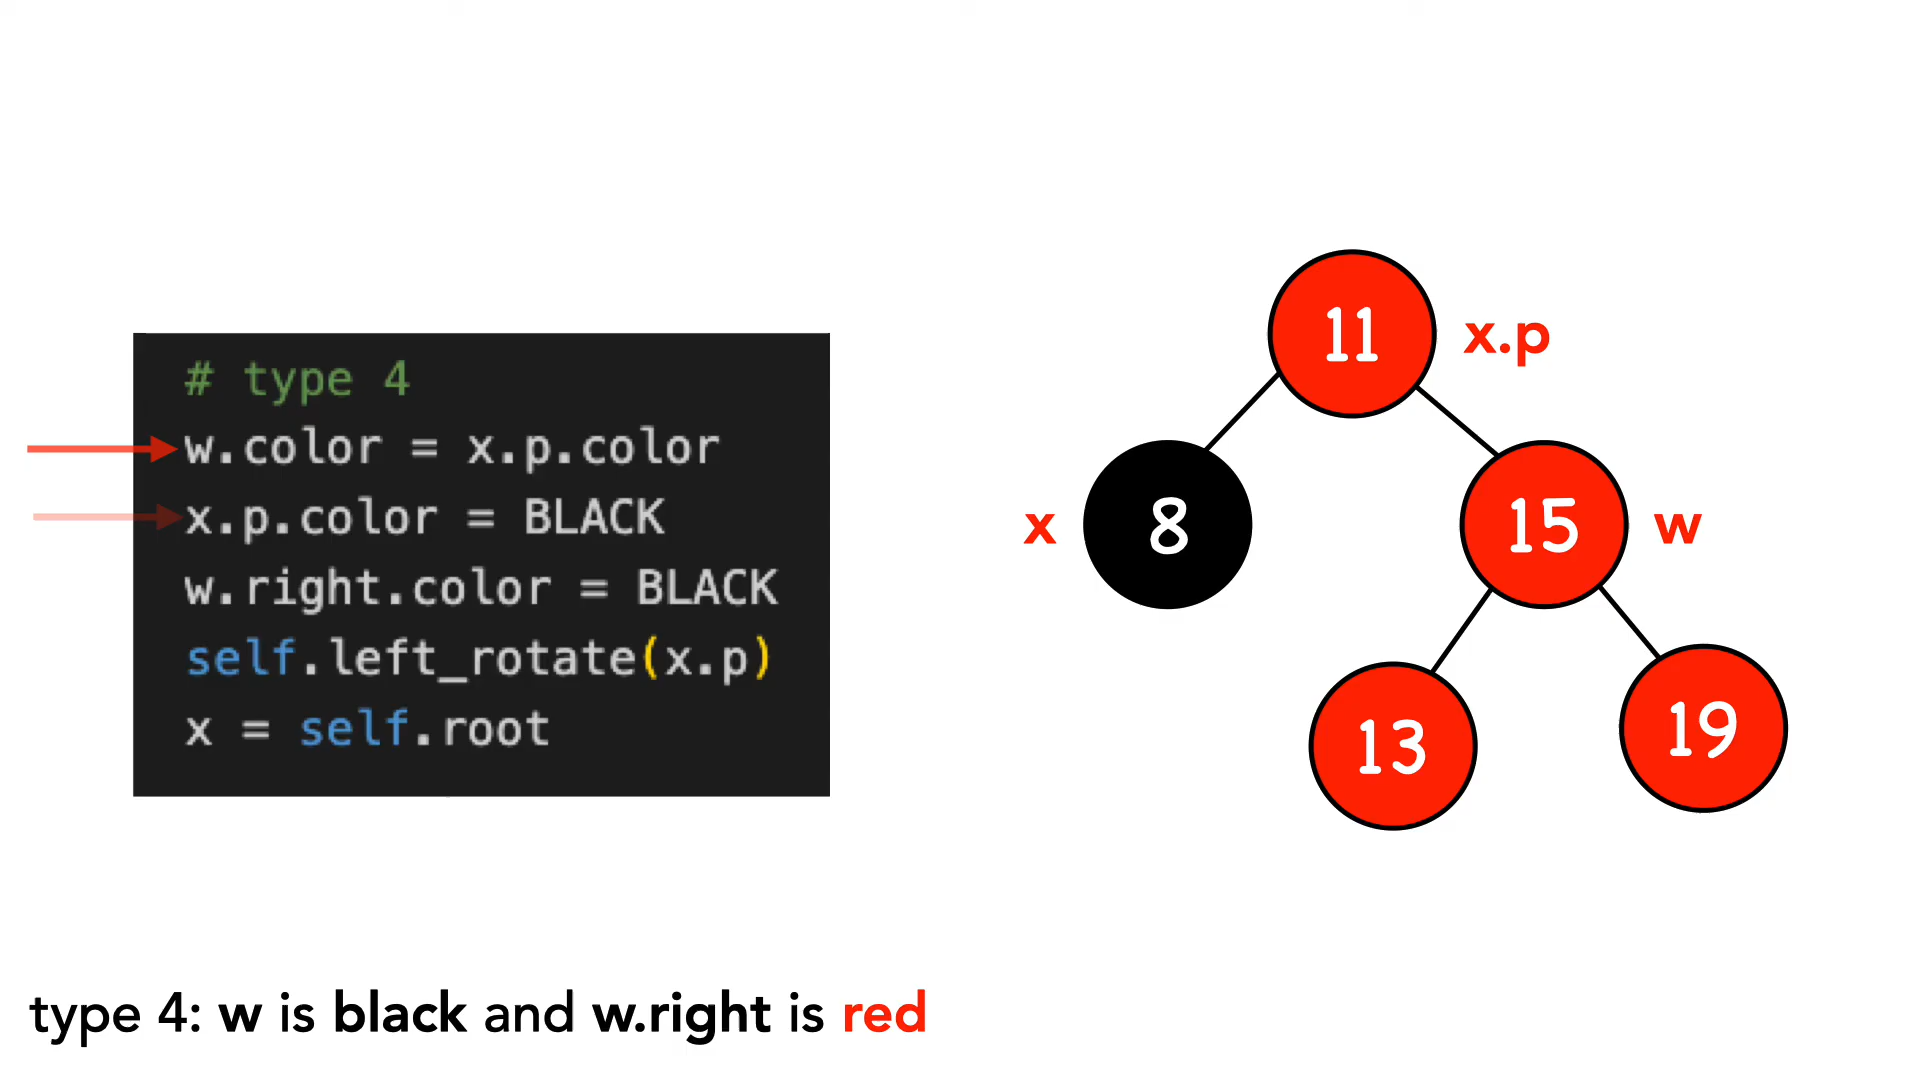 # type 4
w.color = x.p.color
x.p.color = BLACK
w.right.color = BLACK
self.left_rotate(x.p)
x = self.root
11 x.p
x 8 15 w
13 19
type 4: w is black and w.right is red